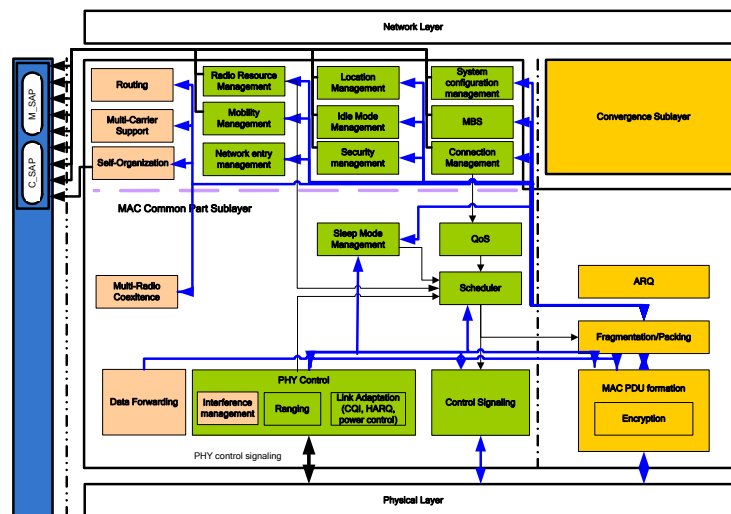 Network Layer
M_SAP
C_SAP
Routing
Multi-Carrier
Support
Self-Organization
Radio Resource
Management
Mobility
Management
Network entry
management
Location
Management
Idle Mode
Management
Security
management
System
configuration
management
MBS
Connection
Management
Convergence Sublayer
MAC Common Part Sublayer
Sleep Mode
Management
QoS
Scheduler
Multi-Radio
Coexitence
ARQ
Fragmentation/Packing
Data Forwarding
PHY Control
Interference
management
Ranging
Link Adaptation
(CQI, HARQ,
power control)
Control Signaling
MAC PDU formation
Encryption
PHY control signaling
Physical Layer